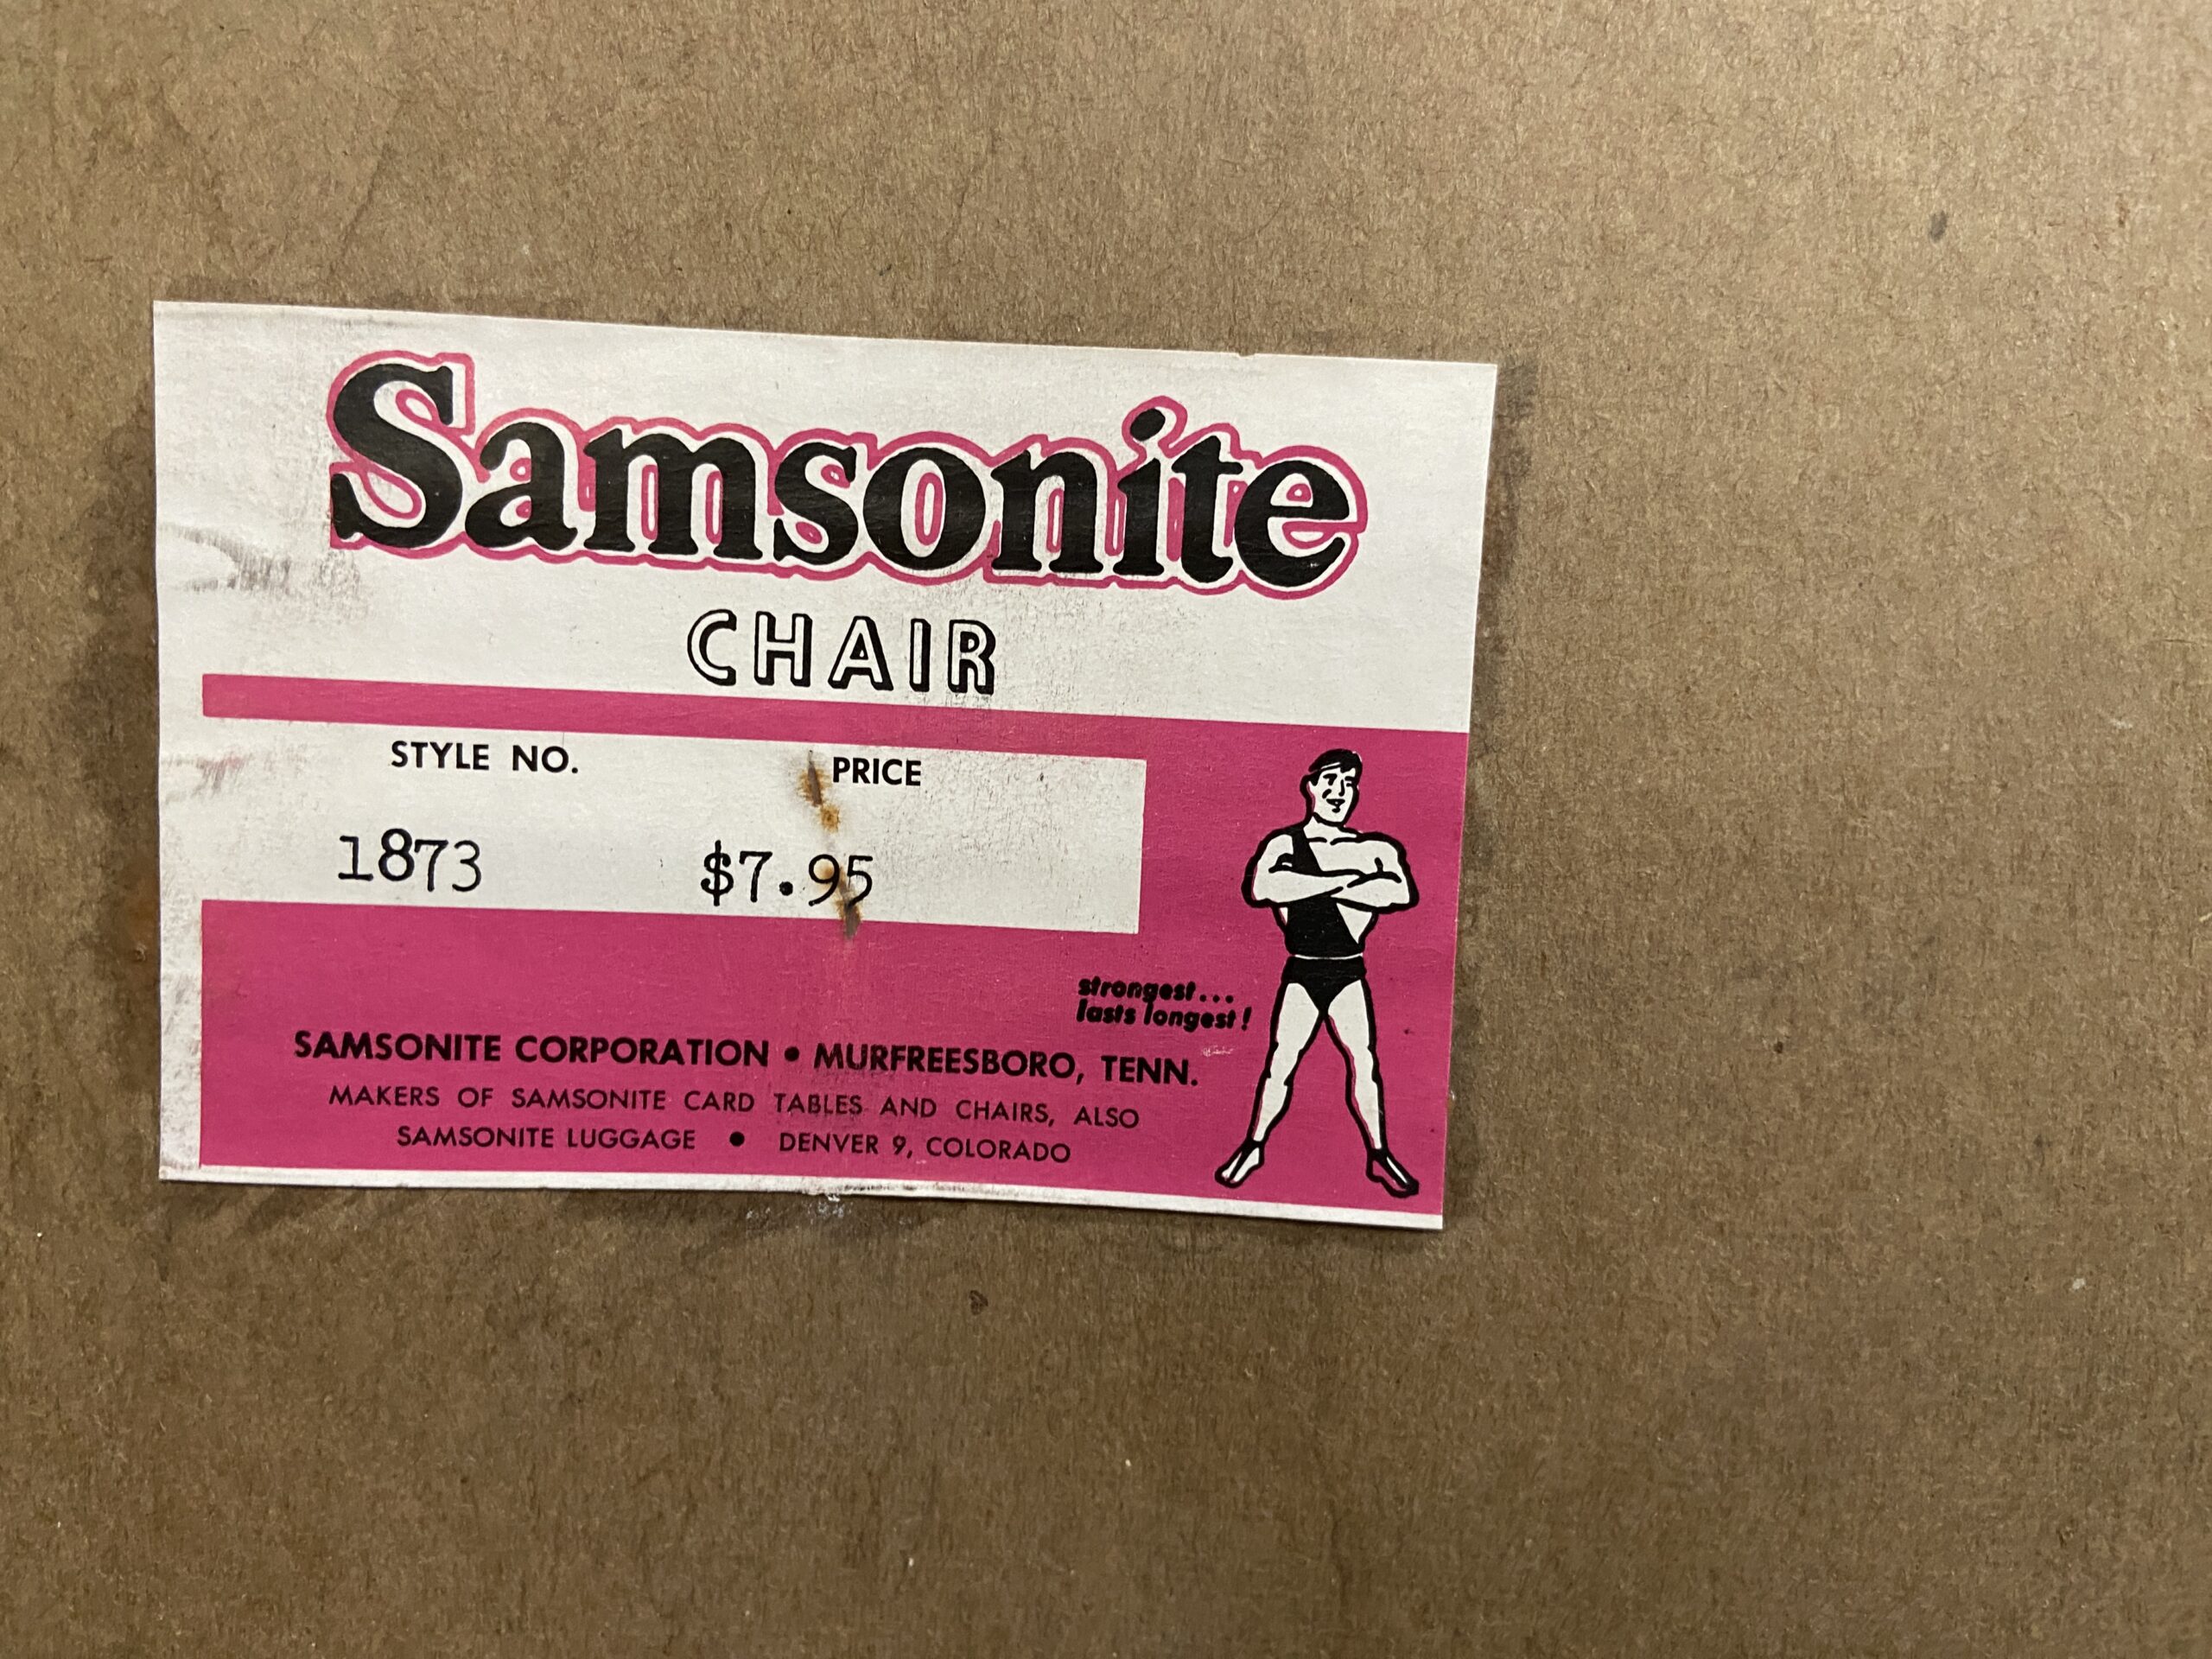 Samsonite
CHAIR
STYLE NO. PRICE
1873 $7.95
strongest...
lasts longest!
SAMSONITE CORPORATION • MURFREESBORO, TENN.
MAKERS OF SAMSONITE CARD TABLES AND CHAIRS, ALSO
SAMSONITE LUGGAGE • DENVER 9, COLORADO